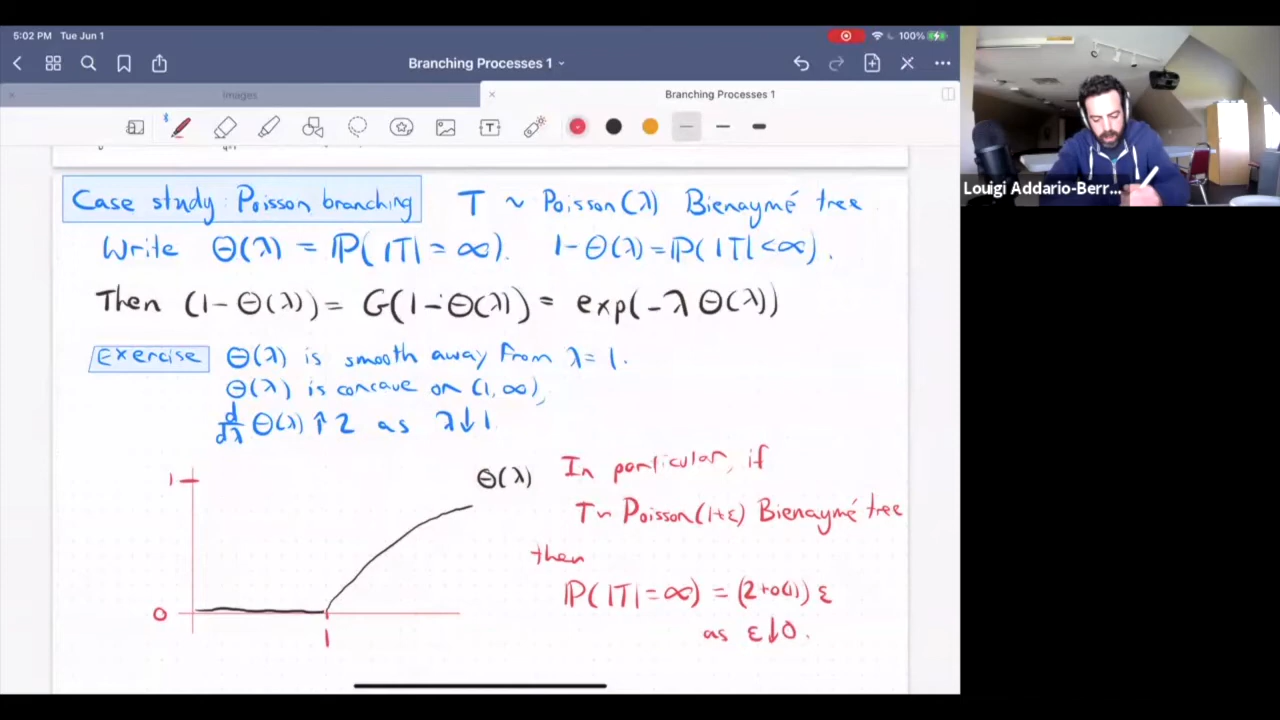 5:02 PM Tue Jun 1
100%
Branching Processes 1
Images
Branching Processes 1
Case study: Poisson branching T ~ Poisson(λ) Bienaymé tree
Write Θ(λ) = ℙ(|T| = ∞). 1-Θ(λ) = ℙ(|T| < ∞).
Then (1-Θ(λ)) = G(1-Θ(λ)) = exp(-λ Θ(λ))
Exercise Θ(λ) is smooth away from λ = 1.
Θ(λ) is concave on (1, ∞),
d/dλ Θ(λ) ↑ 2 as λ ↓ 1.
1
Θ(λ)
0
1
In particular, if
T ~ Poisson(1+ε) Bienaymé tree
then
ℙ(|T| = ∞) = (2+o(1)) ε
as ε ↓ 0.
Louigi Addario-Berr...